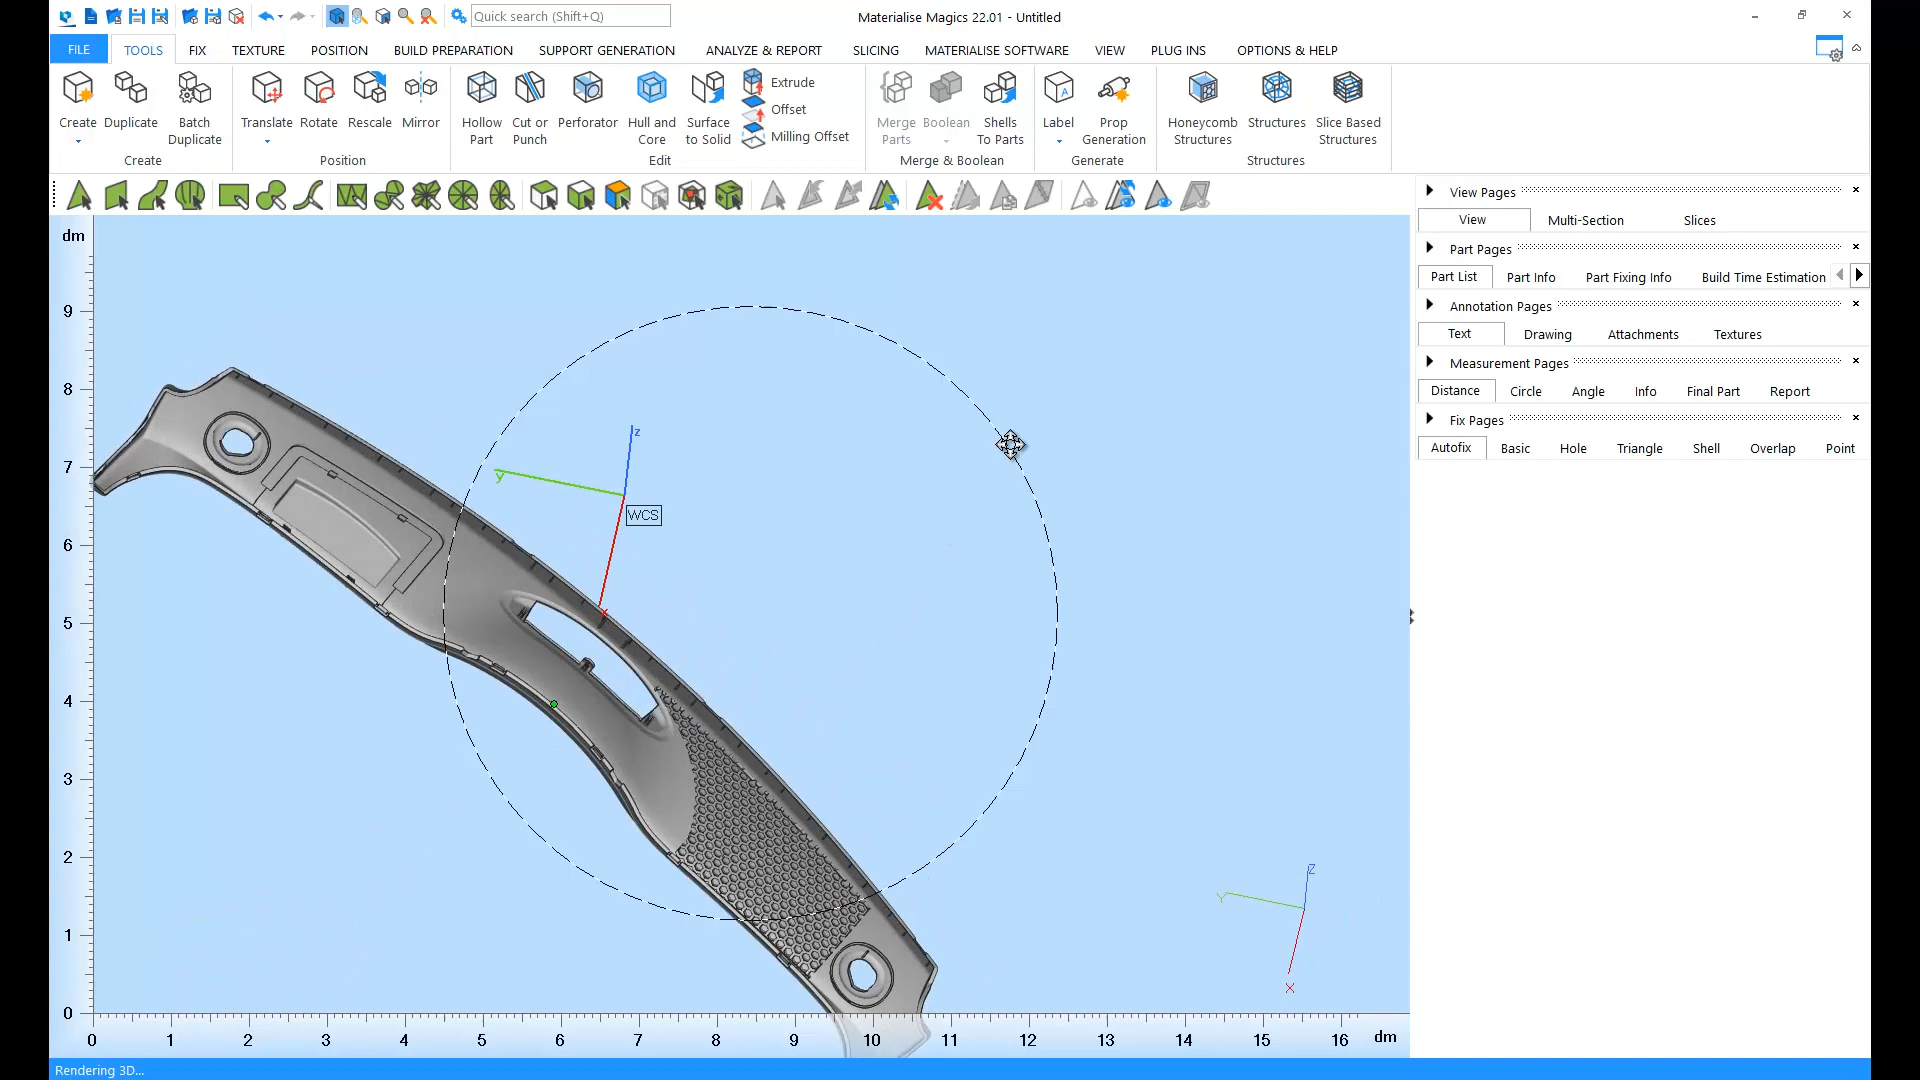 Quick search (Shift+Q)
Materialise Magics 22.01 - Untitled
FILE TOOLS FIX TEXTURE POSITION BUILD PREPARATION SUPPORT GENERATION ANALYZE & REPORT SLICING MATERIALISE SOFTWARE VIEW PLUG INS OPTIONS & HELP
Create
Duplicate
Batch
Duplicate
Create
Translate
Rotate
Rescale
Mirror
Position
Hollow
Part
Cut or
Punch
Perforator
Hull and
Core
Surface
to Solid
Extrude
Offset
Milling Offset
Edit
Merge
Parts
Boolean
Shells
To Parts
Merge & Boolean
Label
Prop
Generation
Generate
Honeycomb
Structures
Structures
Slice Based
Structures
Structures
View Pages
View Multi-Section Slices
Part Pages
Part List Part Info Part Fixing Info Build Time Estimation
Annotation Pages
Text Drawing Attachments Textures
Measurement Pages
Distance Circle Angle Info Final Part Report
Fix Pages
Autofix Basic Hole Triangle Shell Overlap Point
dm
9
8
7
6
5
4
3
2
1
0
z
y
WCS
x
Z
Y
X
0 1 2 3 4 5 6 7 8 9 10 11 12 13 14 15 16 dm
Rendering 3D...